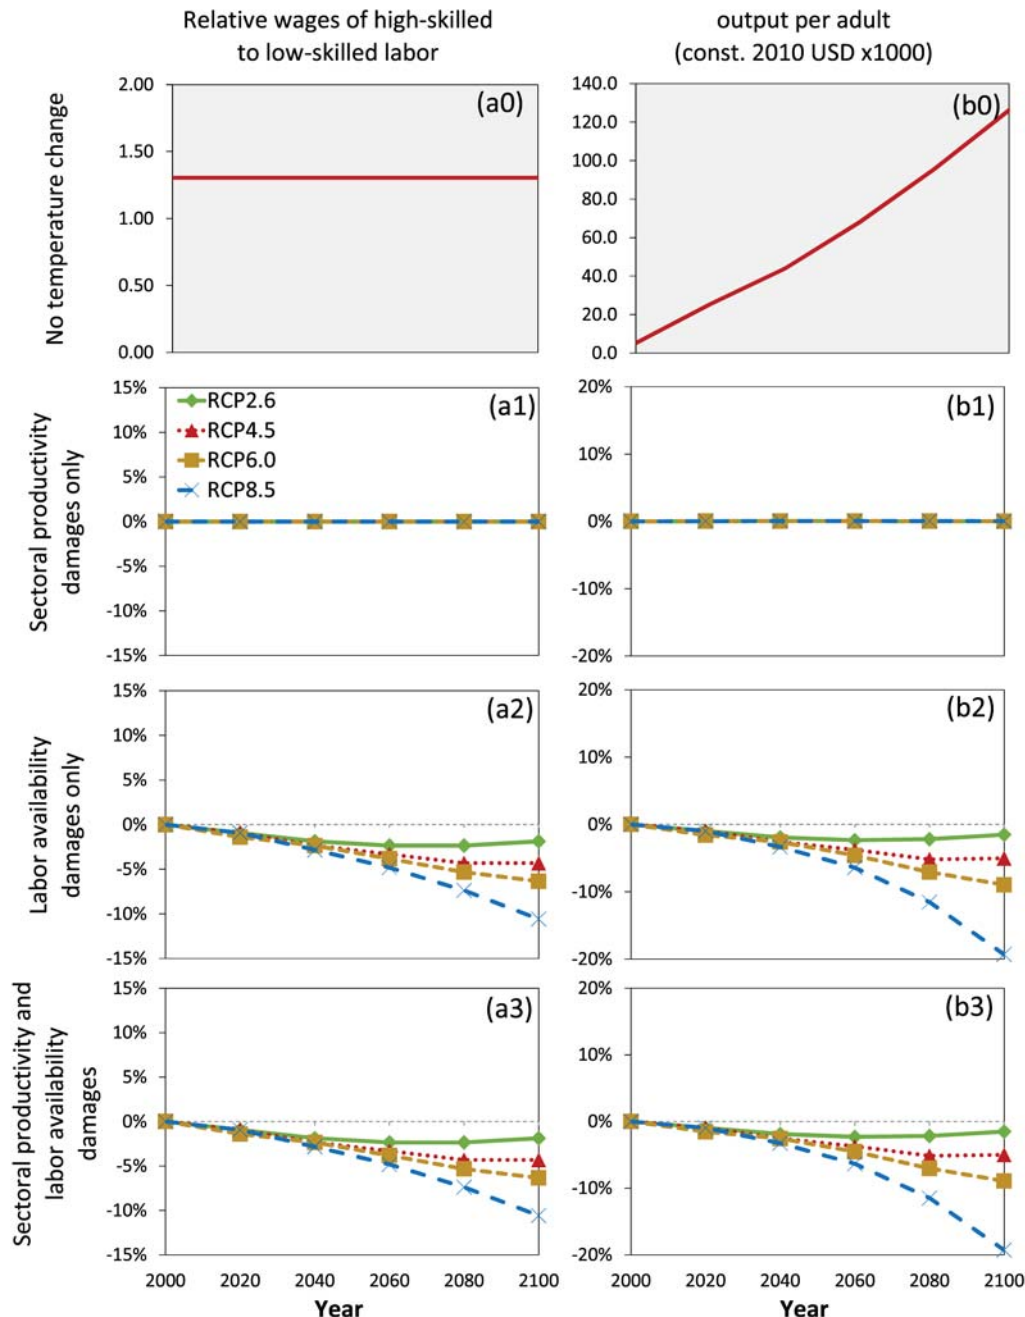 Relative wages of high-skilled
to low-skilled labor
output per adult
(const. 2010 USD x1000)
No temperature change
2.00
1.50
1.00
0.50
0.00
(a0)
140.0
120.0
100.0
80.0
60.0
40.0
20.0
0.0
(b0)
Sectoral productivity
damages only
15%
10%
5%
0%
-5%
-10%
-15%
RCP2.6
RCP4.5
RCP6.0
RCP8.5
(a1)
20%
10%
0%
-10%
-20%
(b1)
Labor availability
damages only
15%
10%
5%
0%
-5%
-10%
-15%
(a2)
20%
10%
0%
-10%
-20%
(b2)
Sectoral productivity and
labor availability
damages
15%
10%
5%
0%
-5%
-10%
-15%
(a3)
2000 2020 2040 2060 2080 2100
Year
20%
10%
0%
-10%
-20%
(b3)
2000 2020 2040 2060 2080 2100
Year